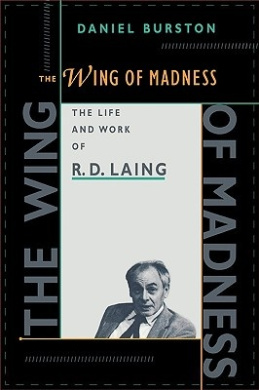 DANIEL BURSTON
THE WING OF MADNESS
THE LIFE
AND WORK
OF
R.D. LAING
THE WING
OF MADNESS